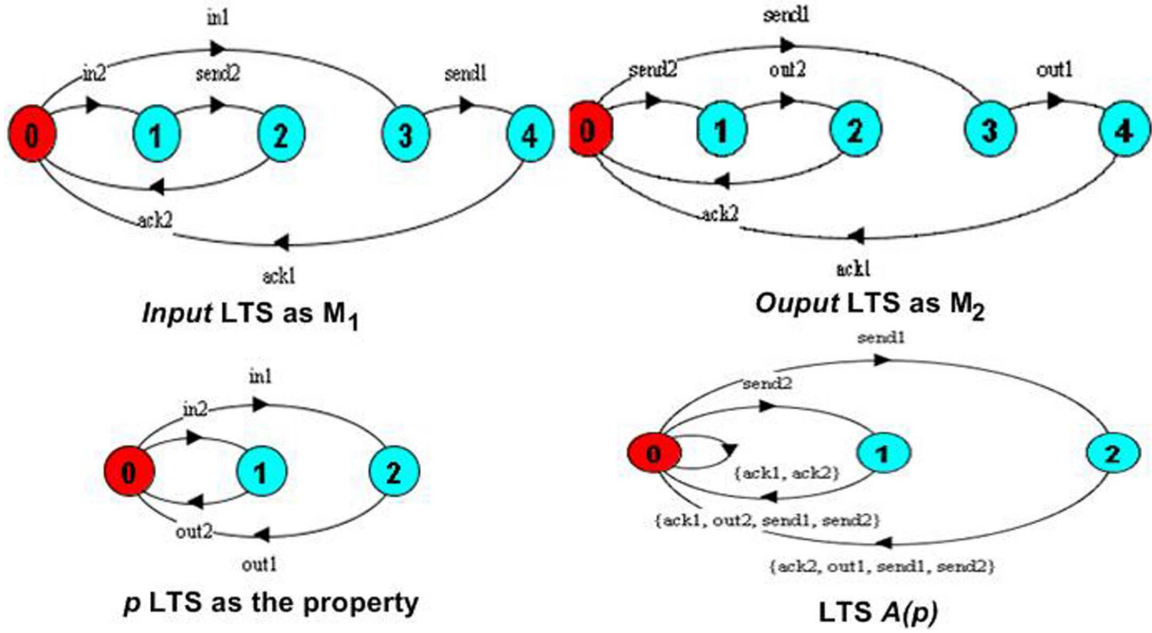 in1
in2
send2
send1
0
1
2
3
4
ack2
ack1
Input LTS as M1
send1
send2
out2
out1
0
1
2
3
4
ack2
ack1
Ouput LTS as M2
in1
in2
0
1
2
out2
out1
p LTS as the property
send1
send2
0
1
2
{ack1, ack2}
{ack1, out2, send1, send2}
{ack2, out1, send1, send2}
LTS A(p)